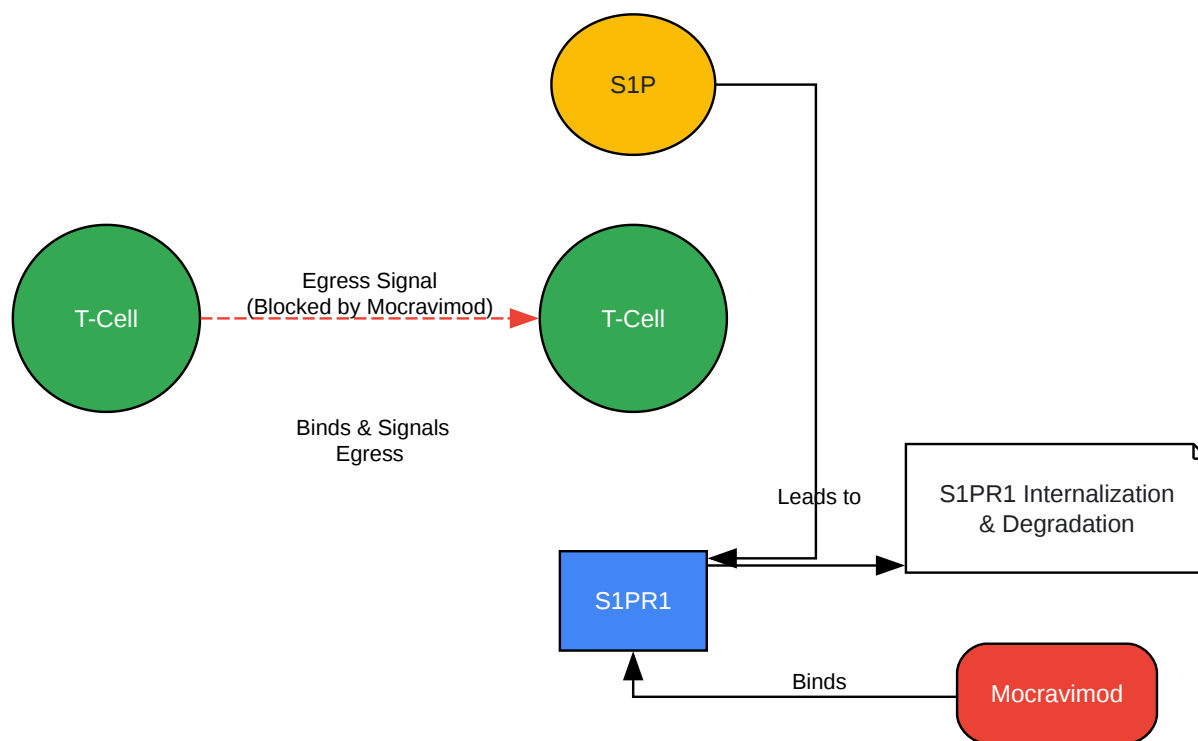 S1P
T-Cell
Egress Signal
(Blocked by Mocravimod)
T-Cell
Binds & Signals
Egress
Leads to
S1PR1 Internalization
& Degradation
S1PR1
Binds
Mocravimod